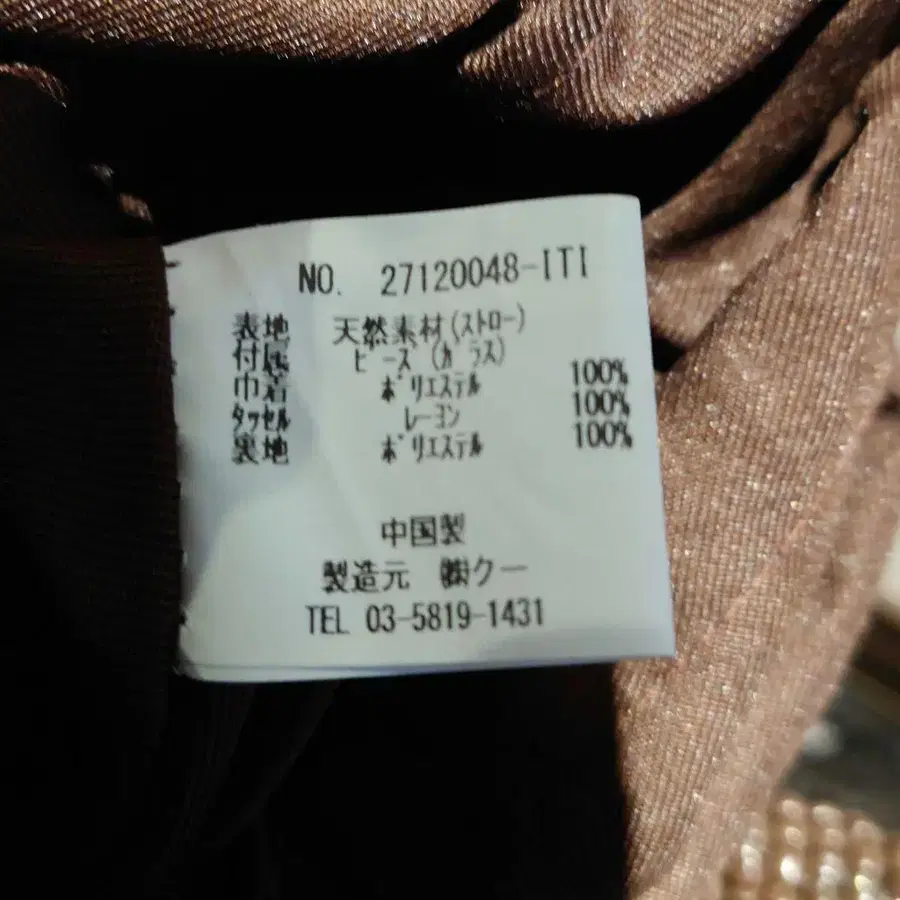 NO. 27120048-ITI
表地 天然素材(ｽﾄﾛｰ)
付属 ﾋﾞｰｽﾞ(ｶﾞﾗｽ)
巾着 ﾎﾟﾘｴｽﾃﾙ 100%
ﾀｯｾﾙ ﾚｰﾖﾝ 100%
裏地 ﾎﾟﾘｴｽﾃﾙ 100%
中国製
製造元 ㈱クー
TEL 03-5819-1431